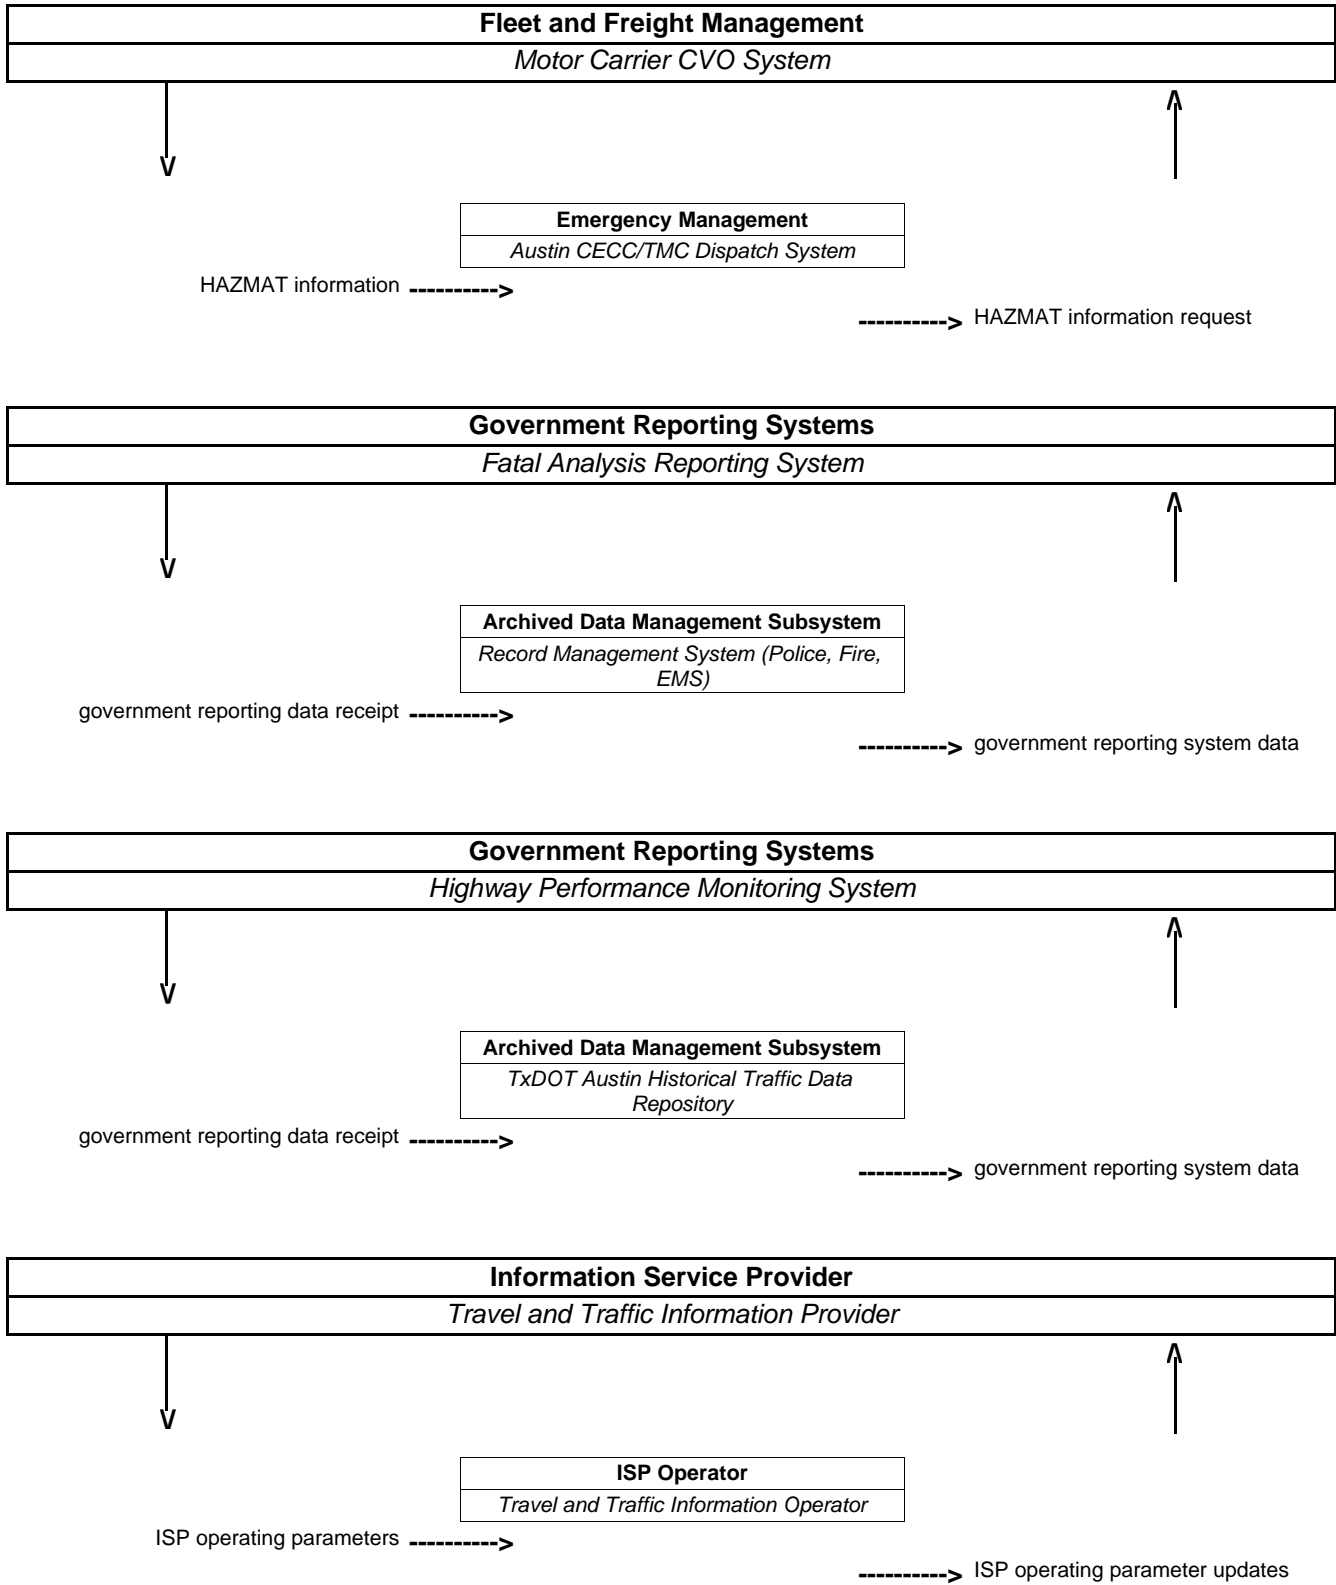 Fleet and Freight Management
Motor Carrier CVO System
Emergency Management
Austin CECC/TMC Dispatch System
HAZMAT information ---------->
----------> HAZMAT information request
Government Reporting Systems
Fatal Analysis Reporting System
Archived Data Management Subsystem
Record Management System (Police, Fire,
EMS)
government reporting data receipt ---------->
----------> government reporting system data
Government Reporting Systems
Highway Performance Monitoring System
Archived Data Management Subsystem
TxDOT Austin Historical Traffic Data
Repository
government reporting data receipt ---------->
----------> government reporting system data
Information Service Provider
Travel and Traffic Information Provider
ISP Operator
Travel and Traffic Information Operator
ISP operating parameters ---------->
----------> ISP operating parameter updates